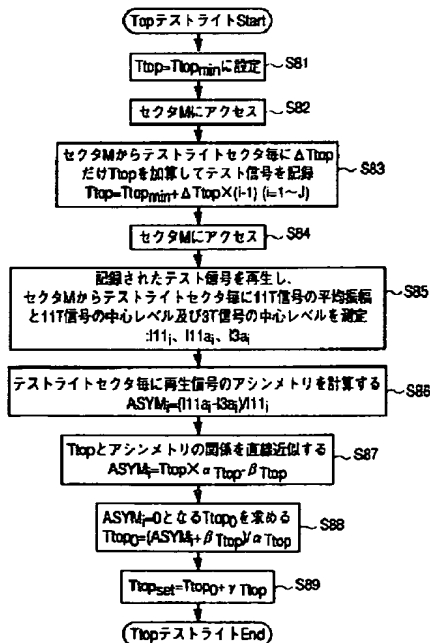 TtopテストライトStart
Ttop=Ttopminに設定
S81
セクタMにアクセス
S82
セクタMからテストライトセクタ毎にΔTtop
だけTtopを加算してテスト信号を記録
Ttop=Ttopmin+ΔTtop×(i-1) (i=1~J)
S83
セクタMにアクセス
S84
記録されたテスト信号を再生し、
セクタMからテストライトセクタ毎に11T信号の平均振幅
と11T信号の中心レベル及び3T信号の中心レベルを測定
:I11i、I11ai、I3ai
S85
テストライトセクタ毎に再生信号のアシンメトリを計算する
ASYMi=(I11ai-I3ai)/I11i
S86
Ttopとアシンメトリの関係を直線近似する
ASYMi=Ttop×αTtop-βTtop
S87
ASYMi=0となるTtop0を求める
Ttop0=(ASYMi+βTtop)/αTtop
S88
Ttopset=Ttop0+γTtop
S89
TtopテストライトEnd